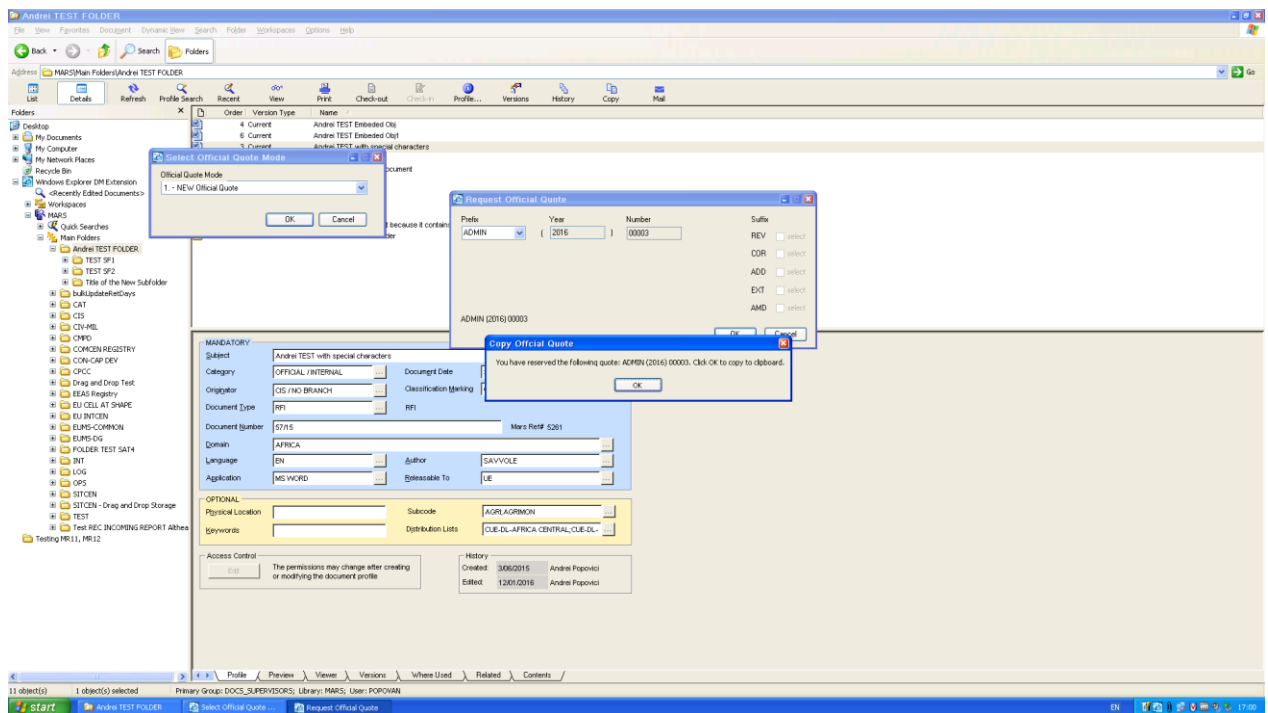 Andrei TEST FOLDER
File View Favorites Document Dynamic View Search Folder Workspaces Options Help
Back Search Folders
Address MARS\Main Folders\Andrei TEST FOLDER Go
List Details Refresh Profile Search Recent View Print Check-out Check-in Profile... Versions History Copy Mail
Folders
Desktop
My Documents
My Computer
My Network Places
Recycle Bin
Windows Explorer DM Extension
<Recently Edited Documents>
Workspaces
MARS
Quick Searches
Main Folders
Andrei TEST FOLDER
TEST SF1
TEST SF2
Title of the New Subfolder
bulkUpdateRetDays
CAT
CIS
CIV-MIL
CMPD
COMCEN REGISTRY
CON-CAP DEV
CPCC
Drag and Drop Test
EEAS Registry
EU CELL AT SHAPE
EU INTCEN
EUMS-COMMON
EUMS-DG
FOLDER TEST SAT4
INT
LOG
OPS
SITCEN
SITCEN - Drag and Drop Storage
TEST
Test REC INCOMING REPORT Althea
Testing MR11, MR12
Order Version Type Name
4 Current Andrei TEST Embeded Obj
6 Current Andrei TEST Embeded Obj1
3 Current Andrei TEST with special characters
because it contains
Select Official Quote Mode
Official Quote Mode
1. - NEW Official Quote
OK Cancel
Request Official Quote
Prefix Year Number Suffix
ADMIN ( 2016 ) 00003
REV select
COR select
ADD select
EXT select
AMD select
ADMIN (2016) 00003
OK Cancel
Copy Offcial Quote
You have reserved the following quote: ADMIN (2016) 00003. Click OK to copy to clipboard.
OK
MANDATORY
Subject Andrei TEST with special characters
Category OFFICIAL / INTERNAL ... Document Date
Originator CIS / NO BRANCH ... Classification Marking
Document Type RFI ... RFI
Document Number 57/15 Mars Ref# 5261
Domain AFRICA ...
Language EN ... Author SAVVOLE ...
Application MS WORD ... Releasable To UE ...
OPTIONAL
Physical Location Subcode AGRI;AGRIMON ...
Keywords Distribution Lists CUE-DL-AFRICA CENTRAL;CUE-DL- ...
Access Control
Edit The permissions may change after creating
or modifying the document profile
History
Created: 3/06/2015 Andrei Popovici
Edited: 12/01/2016 Andrei Popovici
Profile Preview Viewer Versions Where Used Related Contents
11 object(s) 1 object(s) selected Primary Group: DOCS_SUPERVISORS; Library: MARS; User: POPOVAN
start Andrei TEST FOLDER Select Official Quote ... Request Official Quote EN 17:00